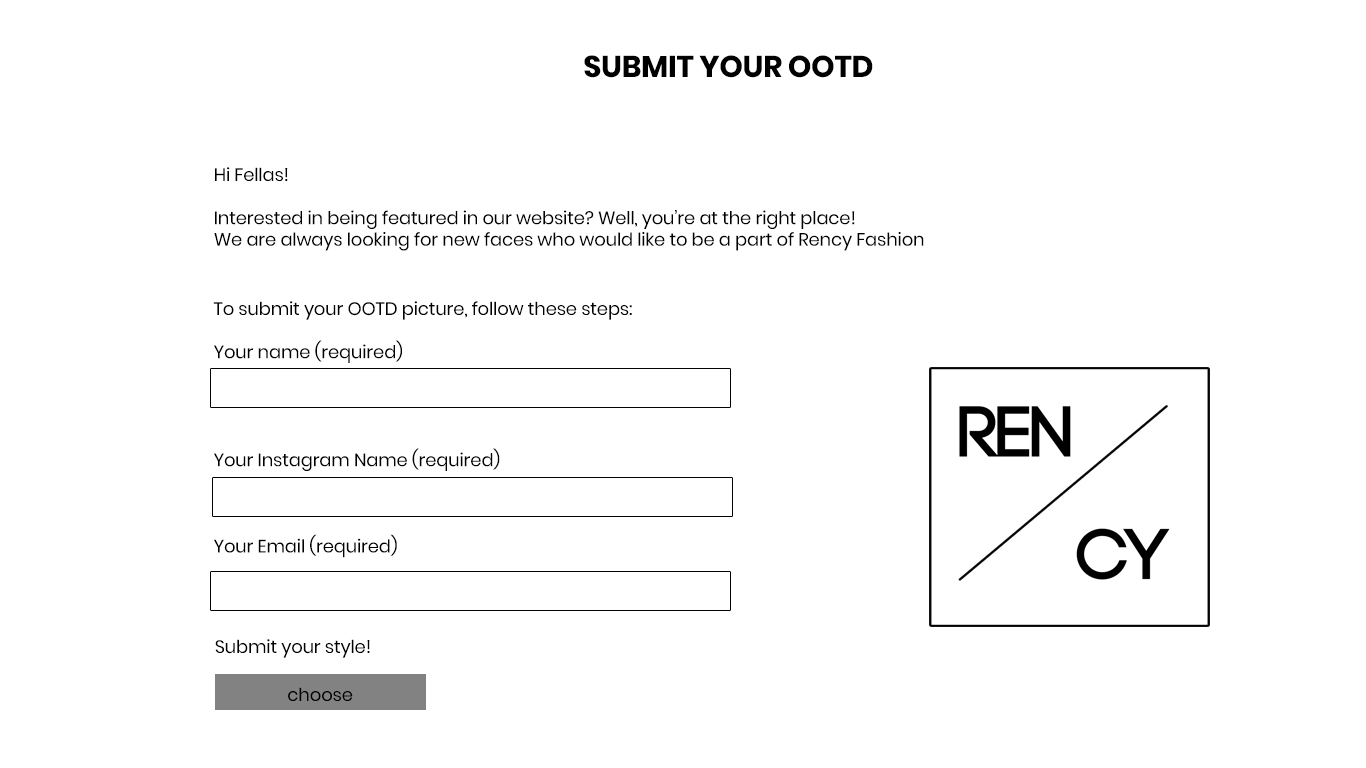 SUBMIT YOUR OOTD
Hi Fellas!
Interested in being featured in our website? Well, you're at the right place!
We are always looking for new faces who would like to be a part of Rency Fashion
To submit your OOTD picture, follow these steps:
Your name (required)
Your Instagram Name (required)
Your Email (required)
Submit your style!
choose
REN
CY